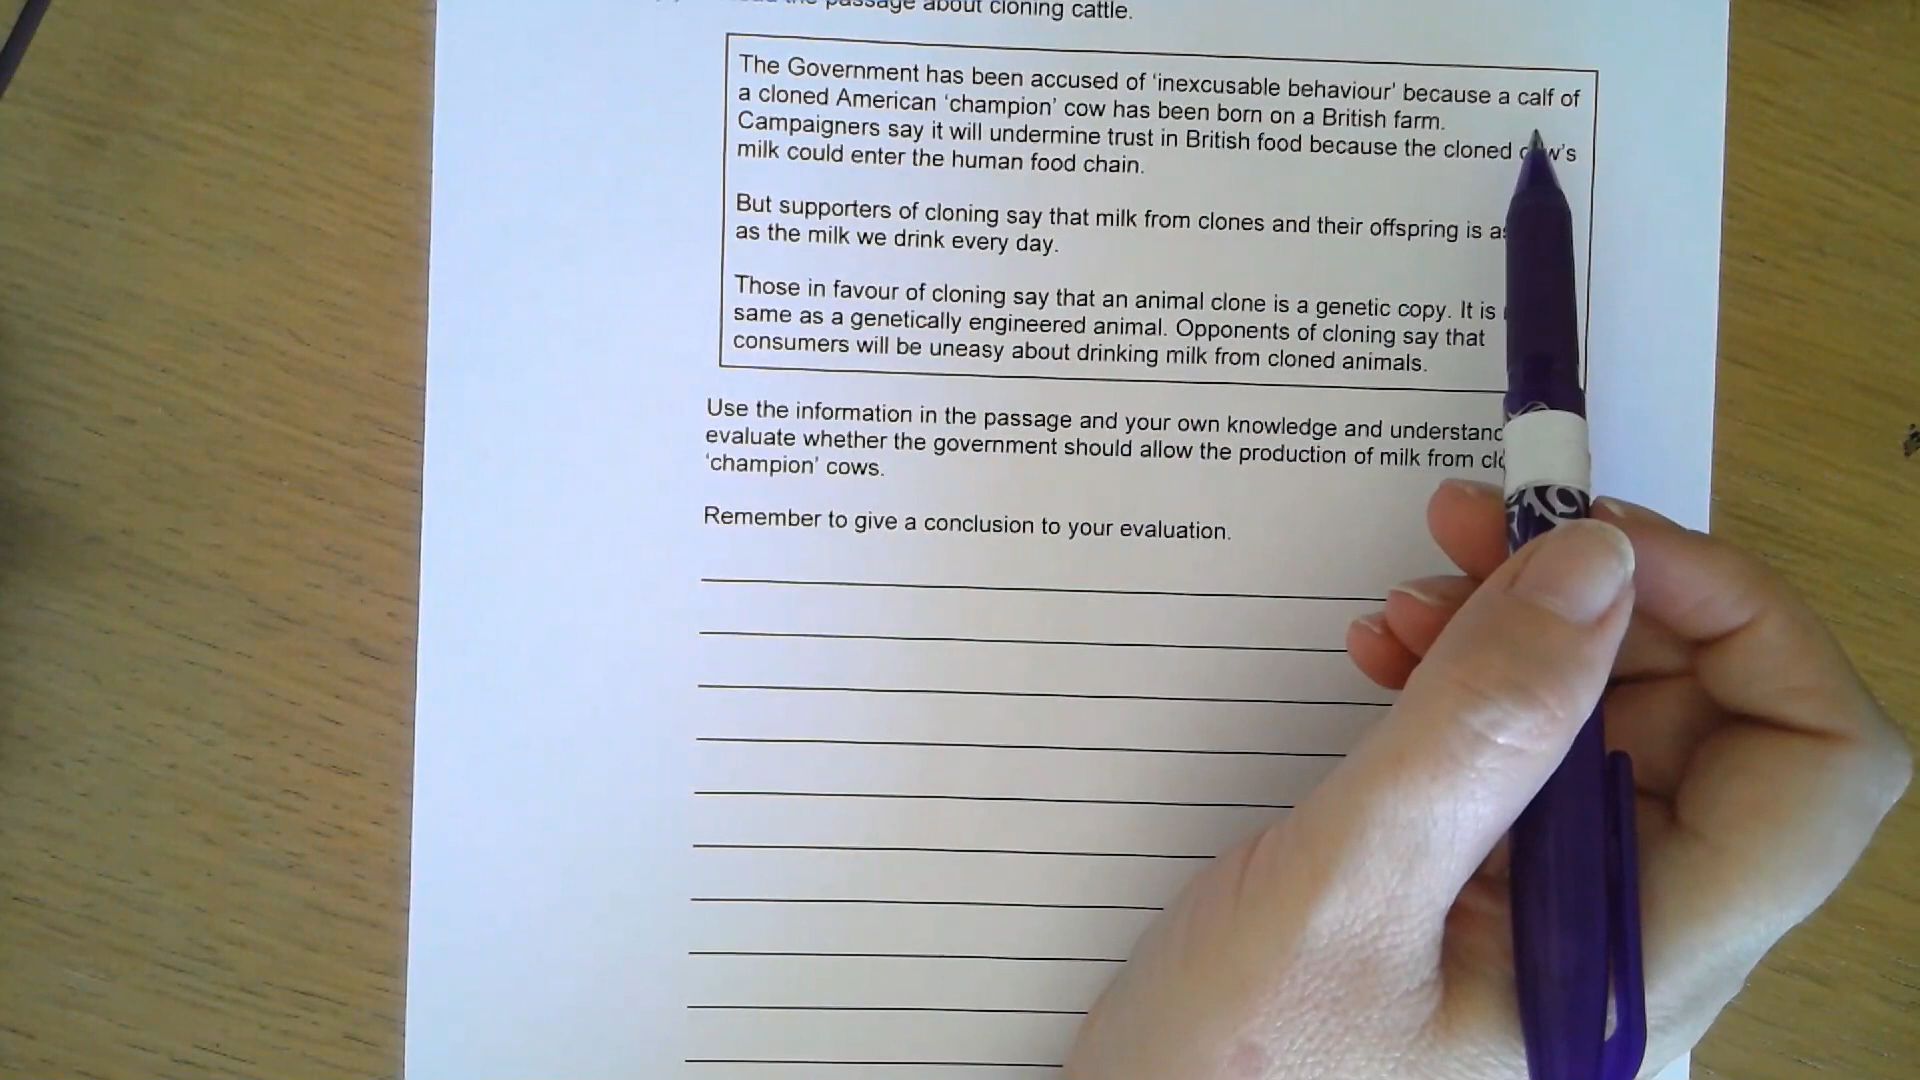 the passage about cloning cattle.
The Government has been accused of ‘inexcusable behaviour’ because a calf of
a cloned American ‘champion’ cow has been born on a British farm.
Campaigners say it will undermine trust in British food because the cloned cow’s
milk could enter the human food chain.
But supporters of cloning say that milk from clones and their offspring is
as the milk we drink every day.
Those in favour of cloning say that an animal clone is a genetic copy. It is
same as a genetically engineered animal. Opponents of cloning say that
consumers will be uneasy about drinking milk from cloned animals.
Use the information in the passage and your own knowledge and
evaluate whether the government should allow the production of milk from
‘champion’ cows.
Remember to give a conclusion to your evaluation.